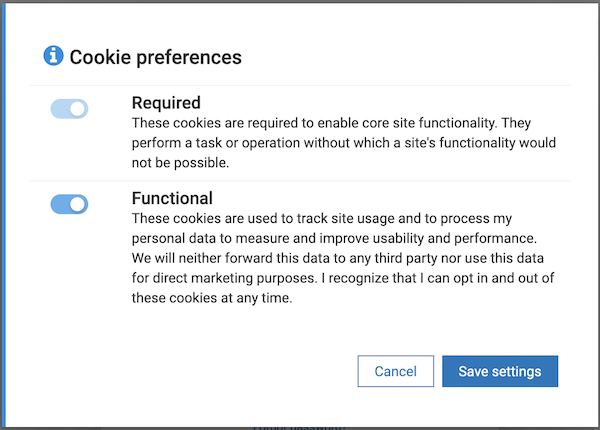 Cookie preferences
Required
These cookies are required to enable core site functionality. They
perform a task or operation without which a site's functionality would
not be possible.
Functional
These cookies are used to track site usage and to process my
personal data to measure and improve usability and performance.
We will neither forward this data to any third party nor use this data
for direct marketing purposes. I recognize that I can opt in and out of
these cookies at any time.
Cancel
Save settings